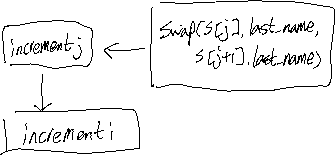 increment j
Swap(S[j].last_name,
S[j+1].last_name)
increment i